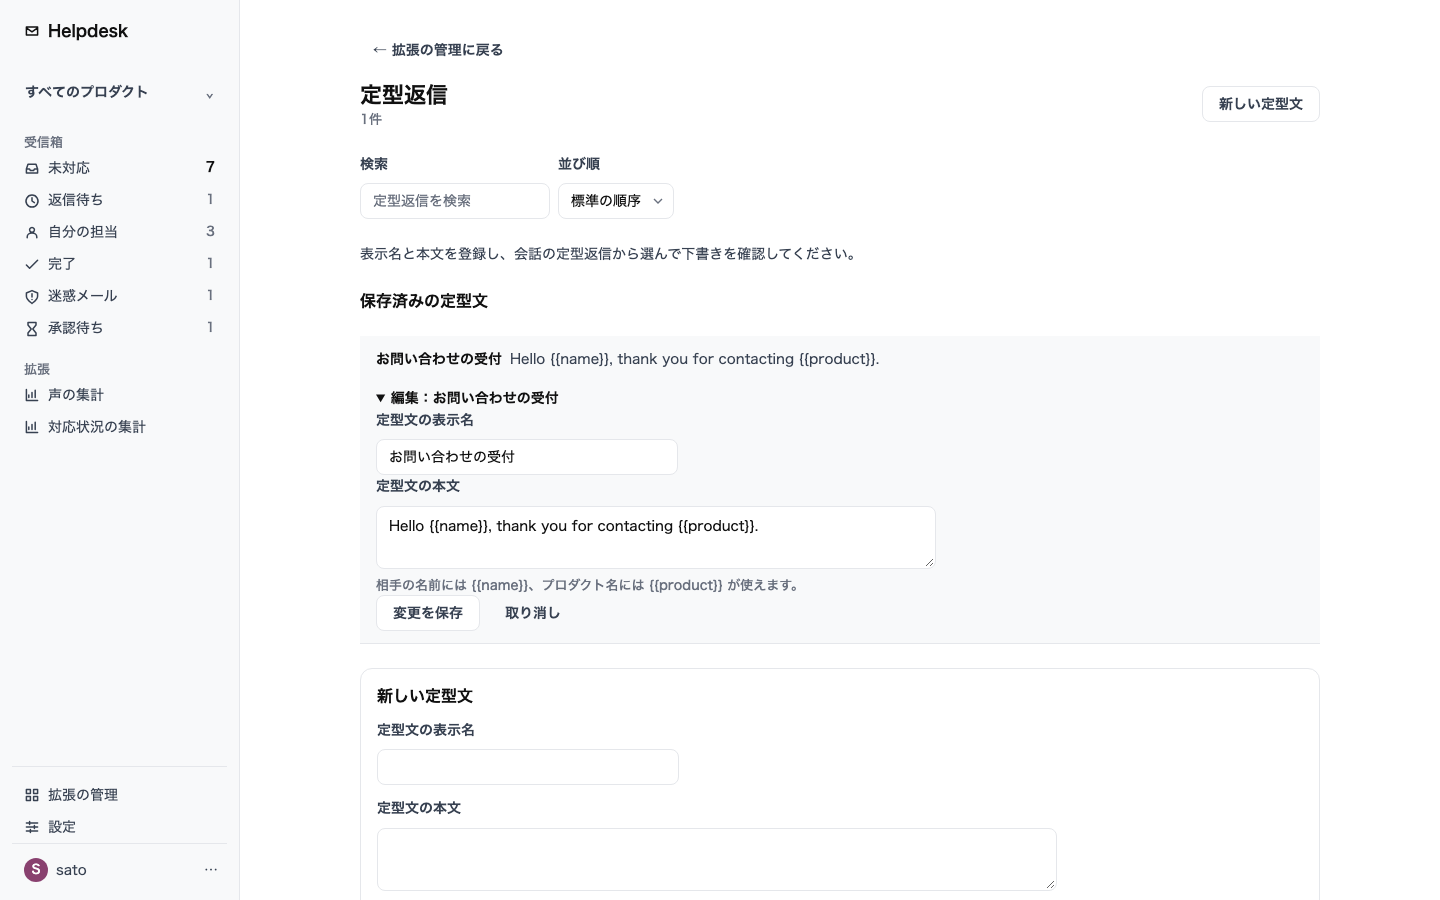 Helpdesk
すべてのプロダクト
受信箱
未対応 7
返信待ち 1
自分の担当 3
完了 1
迷惑メール 1
承認待ち 1
拡張
声の集計
対応状況の集計
拡張の管理
設定
S sato ...
← 拡張の管理に戻る
定型返信
1件
新しい定型文
検索 並び順
定型返信を検索 標準の順序
表示名と本文を登録し、会話の定型返信から選んで下書きを確認してください。
保存済みの定型文
お問い合わせの受付 Hello {{name}}, thank you for contacting {{product}}.
▼ 編集：お問い合わせの受付
定型文の表示名
お問い合わせの受付
定型文の本文
Hello {{name}}, thank you for contacting {{product}}.
相手の名前には {{name}}、プロダクト名には {{product}} が使えます。
変更を保存 取り消し
新しい定型文
定型文の表示名
定型文の本文